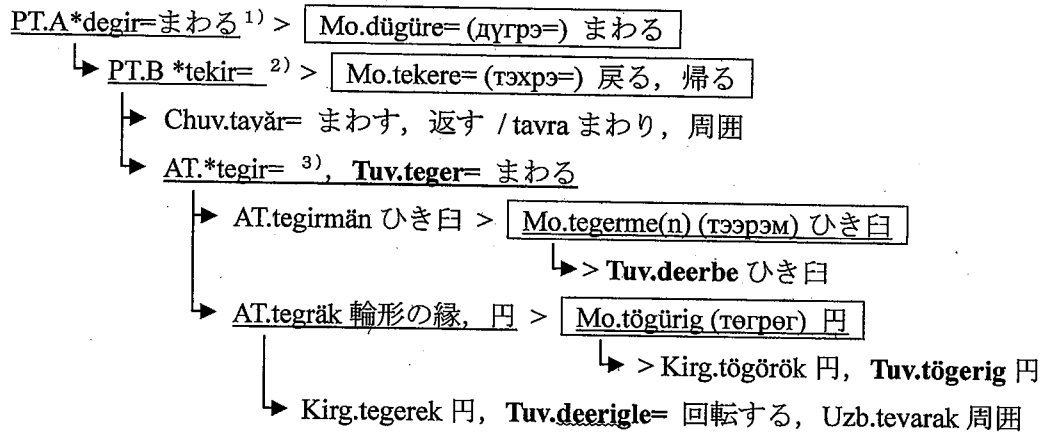 PT.A*degir=まわる 1) > Mo.dügüre= (дүгрэ=) まわる
PT.B *tekir= 2) > Mo.tekere= (тэхрэ=) 戻る，帰る
Chuv.tavăr= まわす，返す / tavra まわり，周囲
AT.*tegir= 3)，Tuv.teger= まわる
AT.tegirmän ひき臼 > Mo.tegerme(n) (тээрэм) ひき臼
> Tuv.deerbe ひき臼
AT.tegräk 輪形の縁，円 > Mo.tögürig (төгрөг) 円
> Kirg.tögörök 円，Tuv.tögerig 円
Kirg.tegerek 円，Tuv.deerigle= 回転する，Uzb.tevarak 周囲